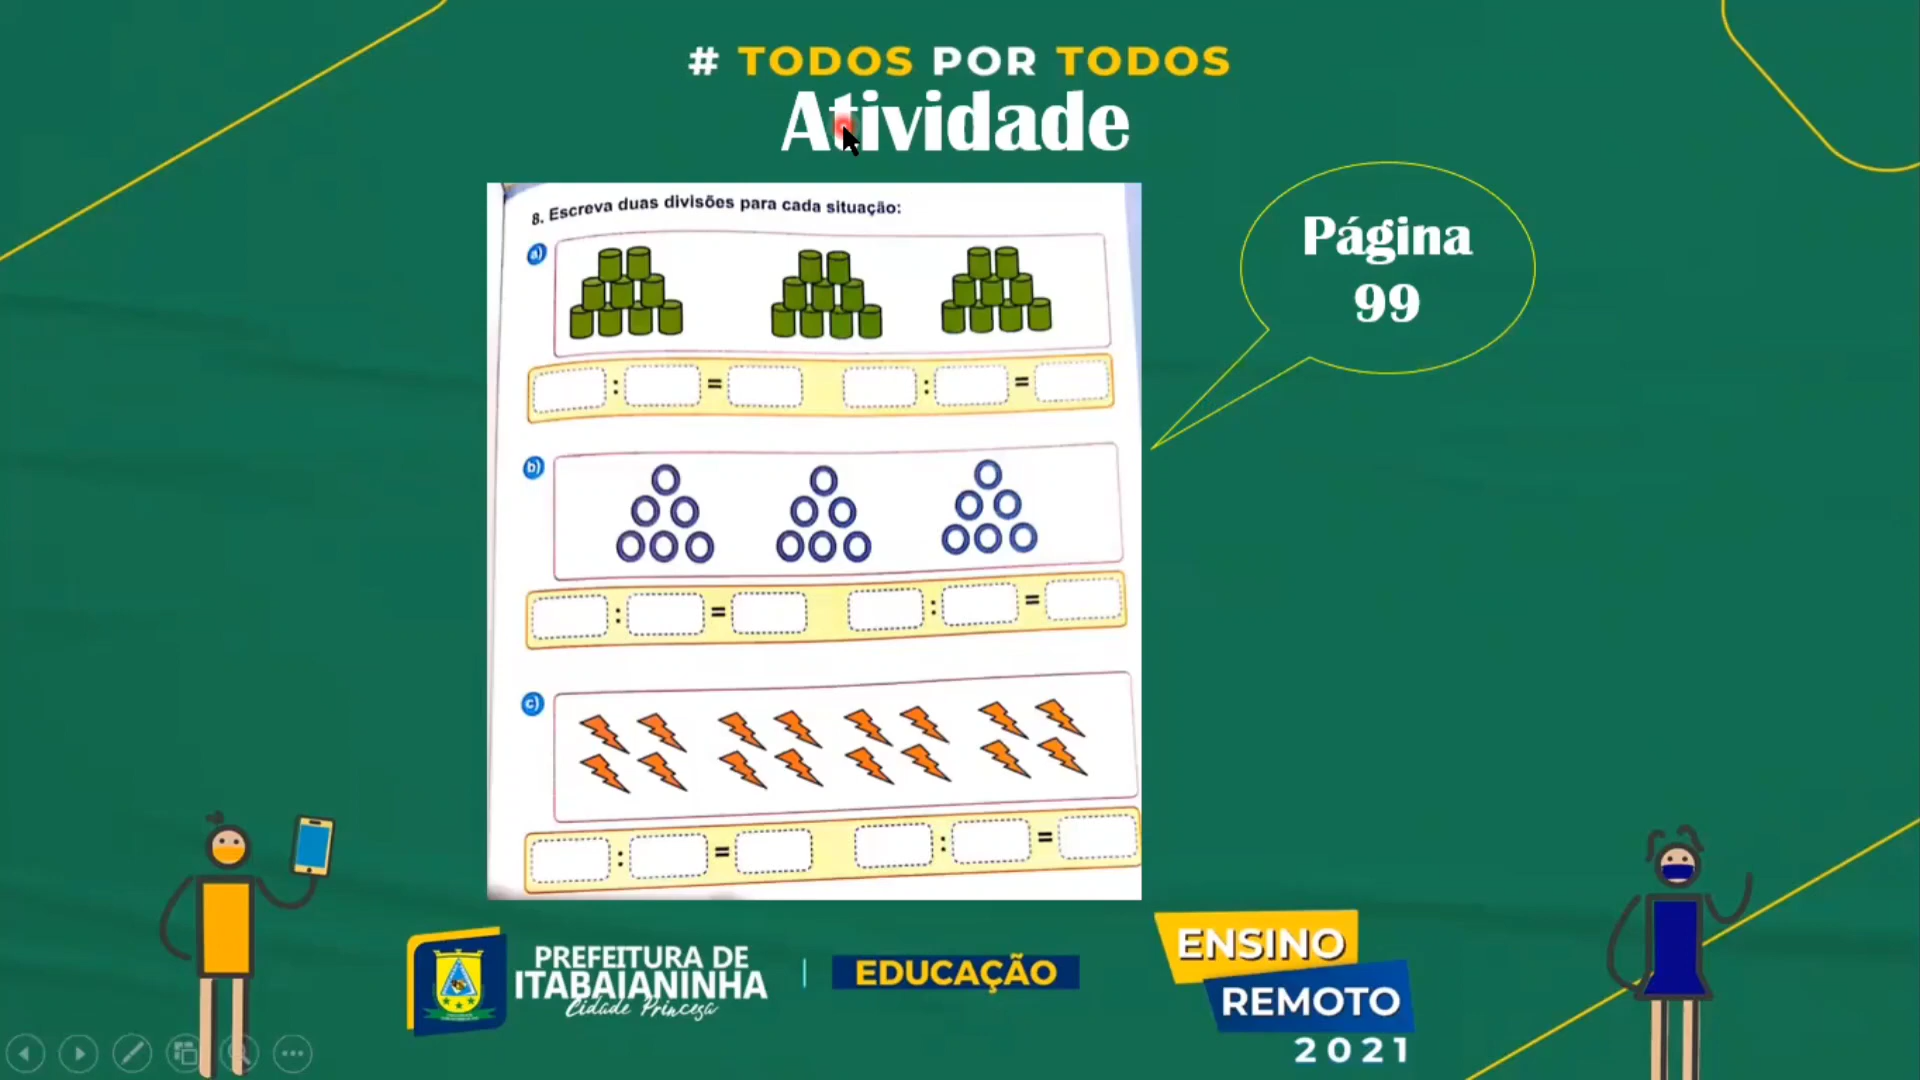 # TODOS POR TODOS
Atividade
Página
99
8. Escreva duas divisões para cada situação:
a)
: = : =
b)
: = : =
c)
: = : =
PREFEITURA DE
ITABAIANINHA
Cidade Princesa
EDUCAÇÃO
ENSINO
REMOTO
2021